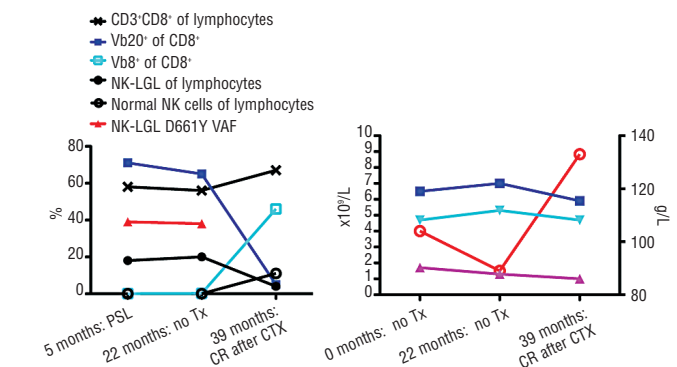 CD3⁺CD8⁺ of lymphocytes
Vb20⁺ of CD8⁺
Vb8⁺ of CD8⁺
NK-LGL of lymphocytes
Normal NK cells of lymphocytes
NK-LGL D661Y VAF
80
60
40
20
0
%
5 months: PSL
22 months: no Tx
39 months:
CR after CTX
10
9
8
7
6
5
4
3
2
1
0
x10⁹/L
140
120
100
80
g/L
0 months: no Tx
22 months: no Tx
39 months:
CR after CTX